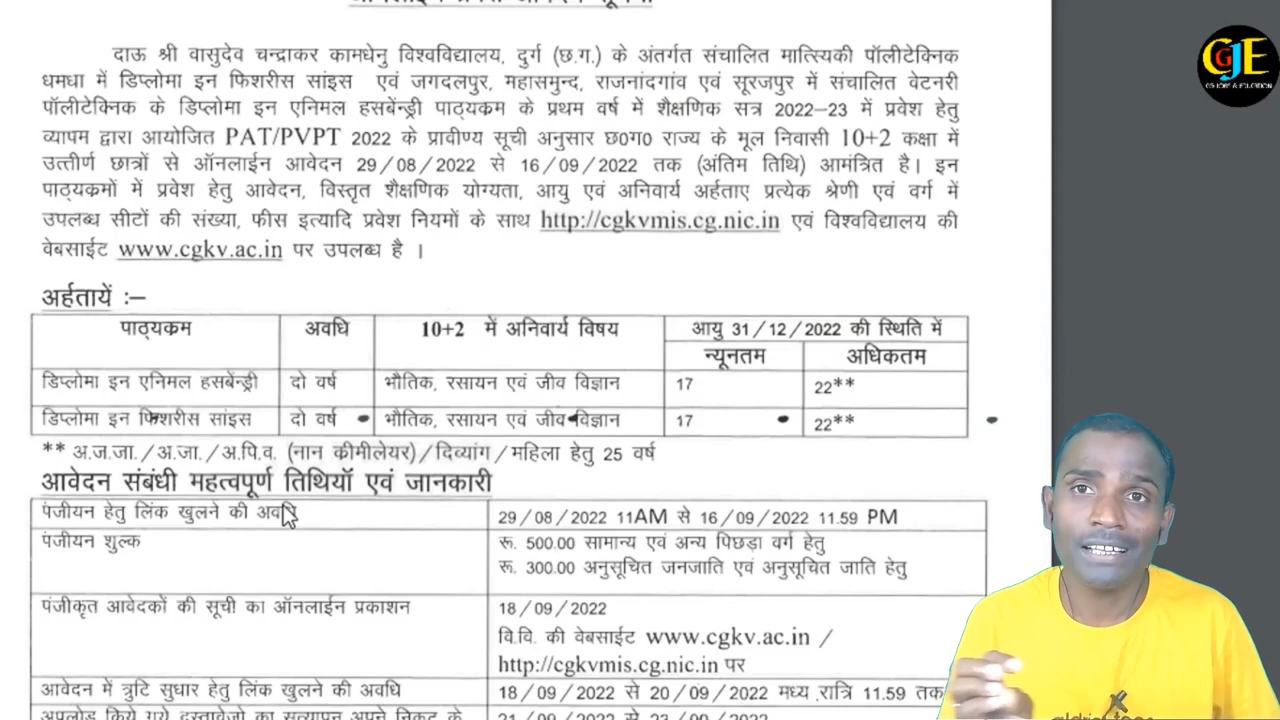 दाऊ श्री वासुदेव चन्द्राकर कामधेनु विश्वविद्यालय, दुर्ग (छ.ग.) के अंतर्गत संचालित मात्स्यिकी पॉलीटेक्निक
धमधा में डिप्लोमा इन फिशरीस सांइस एवं जगदलपुर, महासमुन्द, राजनांदगांव एवं सूरजपुर में संचालित वेटनरी
पॉलीटेक्निक के डिप्लोमा इन एनिमल हसबेन्ड्री पाठ्यक्रम के प्रथम वर्ष में शैक्षणिक सत्र 2022-23 में प्रवेश हेतु
व्यापम द्वारा आयोजित PAT/PVPT 2022 के प्रावीण्य सूची अनुसार छ0ग0 राज्य के मूल निवासी 10+2 कक्षा में
उत्तीर्ण छात्रों से ऑनलाईन आवेदन 29/08/2022 से 16/09/2022 तक (अंतिम तिथि) आमंत्रित है। इन
पाठ्यक्रमों में प्रवेश हेतु आवेदन, विस्तृत शैक्षणिक योग्यता, आयु एवं अनिवार्य अर्हताए प्रत्येक श्रेणी एवं वर्ग में
उपलब्ध सीटों की संख्या, फीस इत्यादि प्रवेश नियमों के साथ http://cgkvmis.cg.nic.in एवं विश्वविद्यालय की
वेबसाईट www.cgkv.ac.in पर उपलब्ध है ।
अर्हतायें :–
पाठ्यक्रम अवधि 10+2 में अनिवार्य विषय आयु 31/12/2022 की स्थिति में
न्यूनतम अधिकतम
डिप्लोमा इन एनिमल हसबेंन्ड्री दो वर्ष भौतिक, रसायन एवं जीव विज्ञान 17 22**
डिप्लोमा इन फिशरीस सांइस दो वर्ष भौतिक, रसायन एवं जीव विज्ञान 17 22**
** अ.ज.जा./अ.जा./अ.पि.व. (नान क्रीमीलेयर)/दिव्यांग/महिला हेतु 25 वर्ष
आवेदन संबंधी महत्वपूर्ण तिथियॉ एवं जानकारी
पंजीयन हेतु लिंक खुलने की अवधि 29/08/2022 11AM से 16/09/2022 11.59 PM
पंजीयन शुल्क रू. 500.00 सामान्य एवं अन्य पिछड़ा वर्ग हेतु
रू. 300.00 अनुसूचित जनजाति एवं अनुसूचित जाति हेतु
पंजीकृत आवेदकों की सूची का ऑनलाईन प्रकाशन 18/09/2022
वि.वि. की वेबसाईट www.cgkv.ac.in /
http://cgkvmis.cg.nic.in पर
आवेदन में त्रुटि सुधार हेतु लिंक खुलने की अवधि 18/09/2022 से 20/09/2022 मध्य रात्रि 11.59 तक
CGJE
CG JOBS & EDUCATION